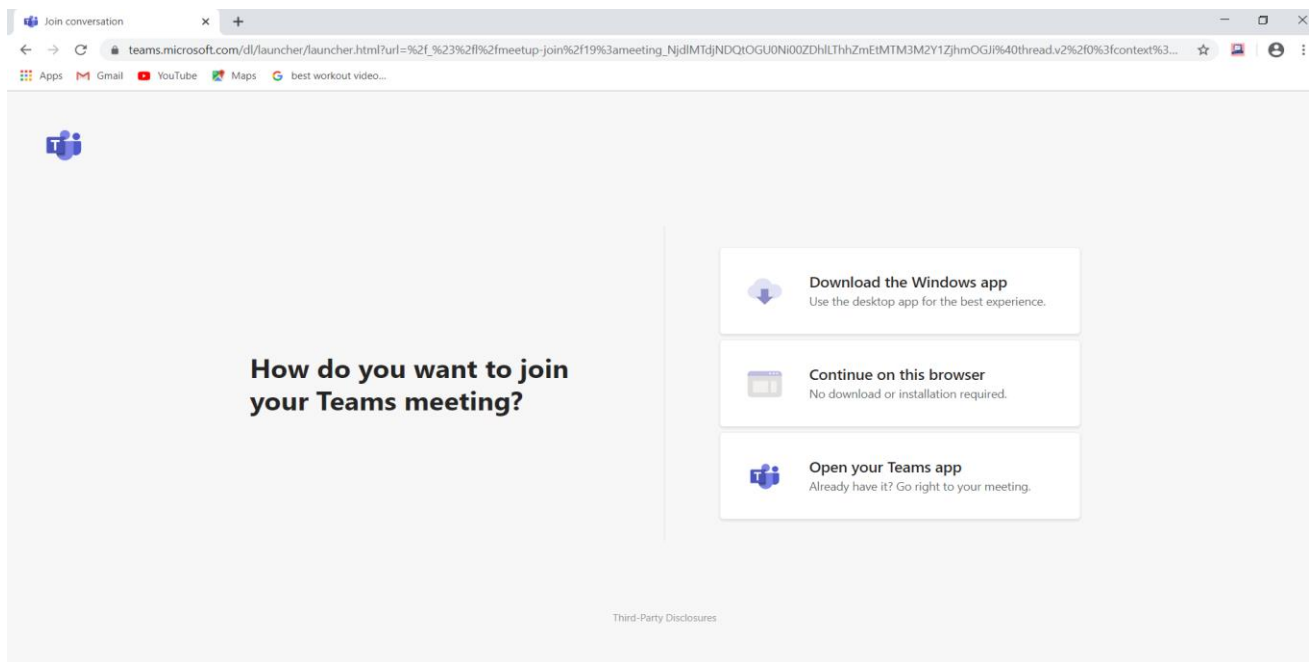 Join conversation
teams.microsoft.com/dl/launcher/launcher.html?url=%2f_%23%2fl%2fmeetup-join%2f19%3ameeting_NjdlMTdjNDQtOGU0Ni00ZDhlLThhZmEtMTM3M2Y1ZjhmOGJi%40thread.v2%2f0%3fcontext%3...
Apps Gmail YouTube Maps best workout video...
How do you want to join
your Teams meeting?
Download the Windows app
Use the desktop app for the best experience.
Continue on this browser
No download or installation required.
Open your Teams app
Already have it? Go right to your meeting.
Third-Party Disclosures